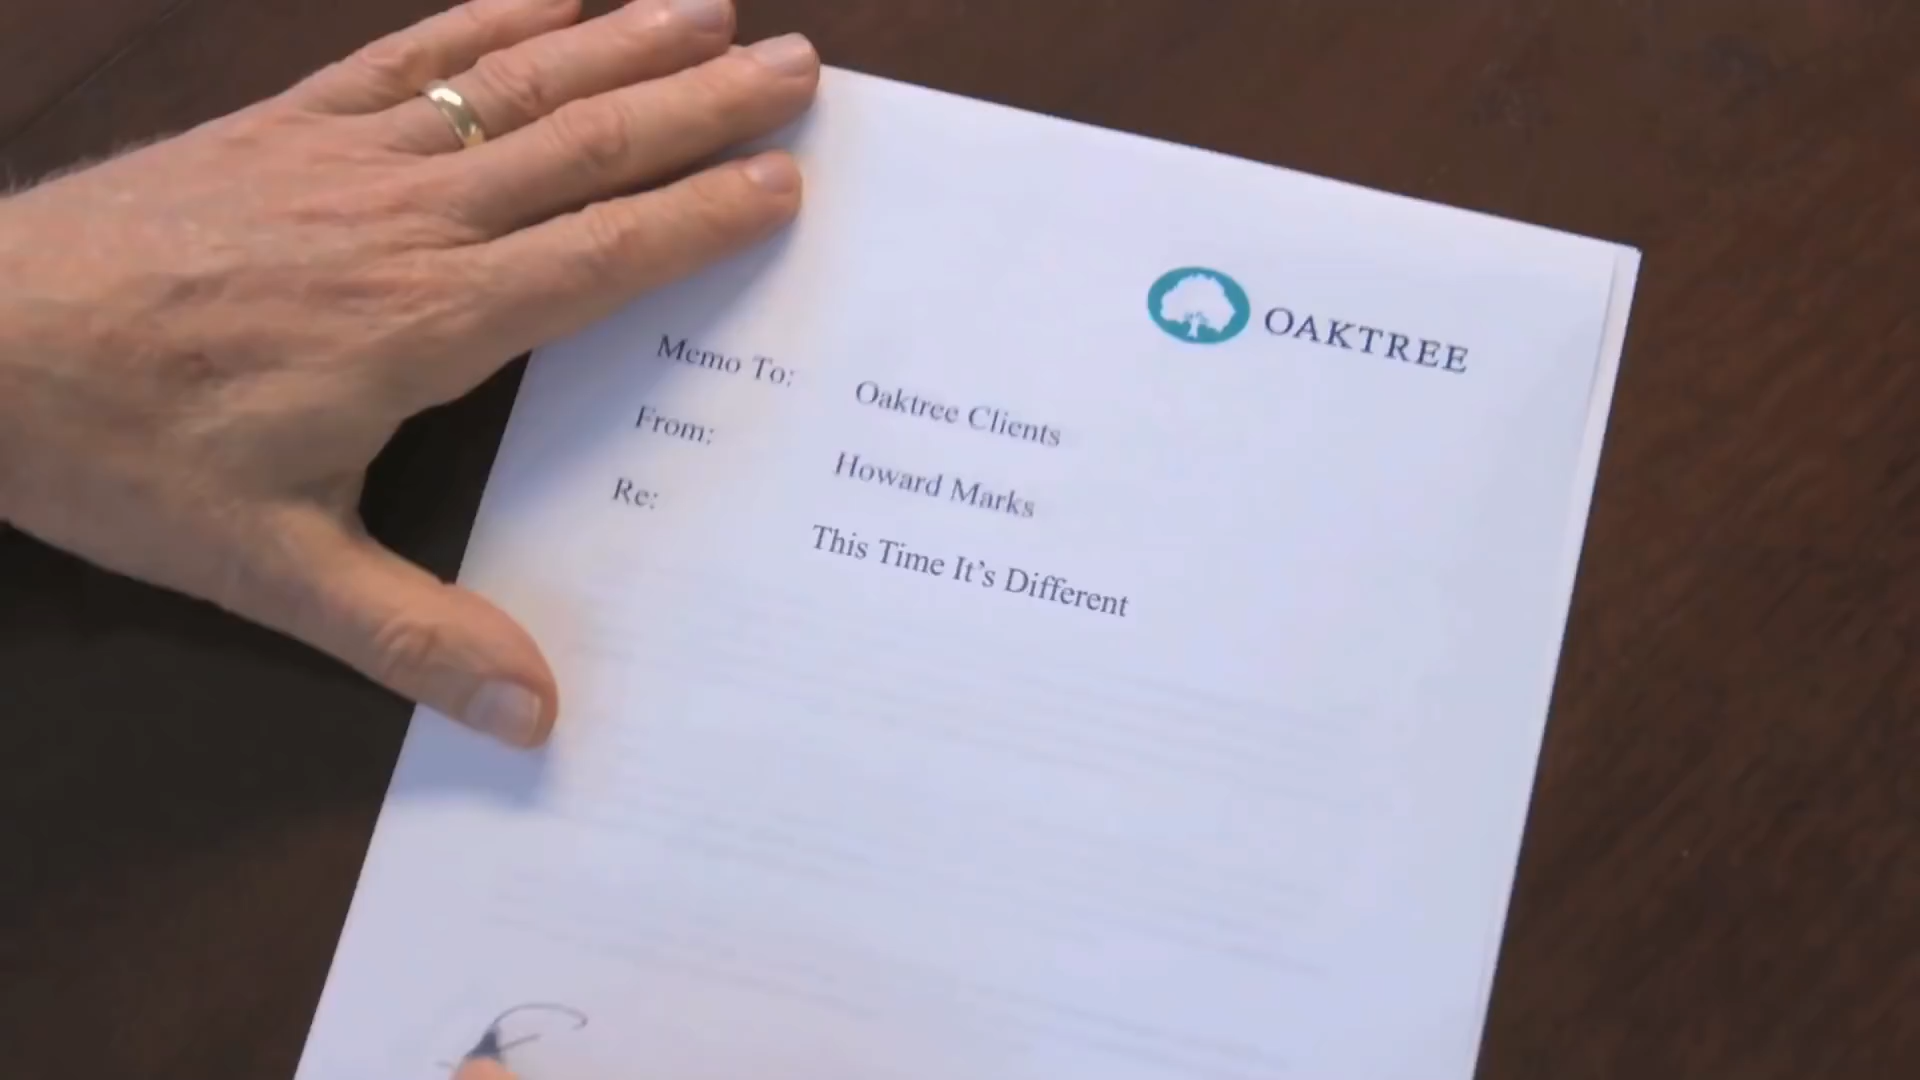 OAKTREE
Memo To: Oaktree Clients
From: Howard Marks
Re: This Time It’s Different